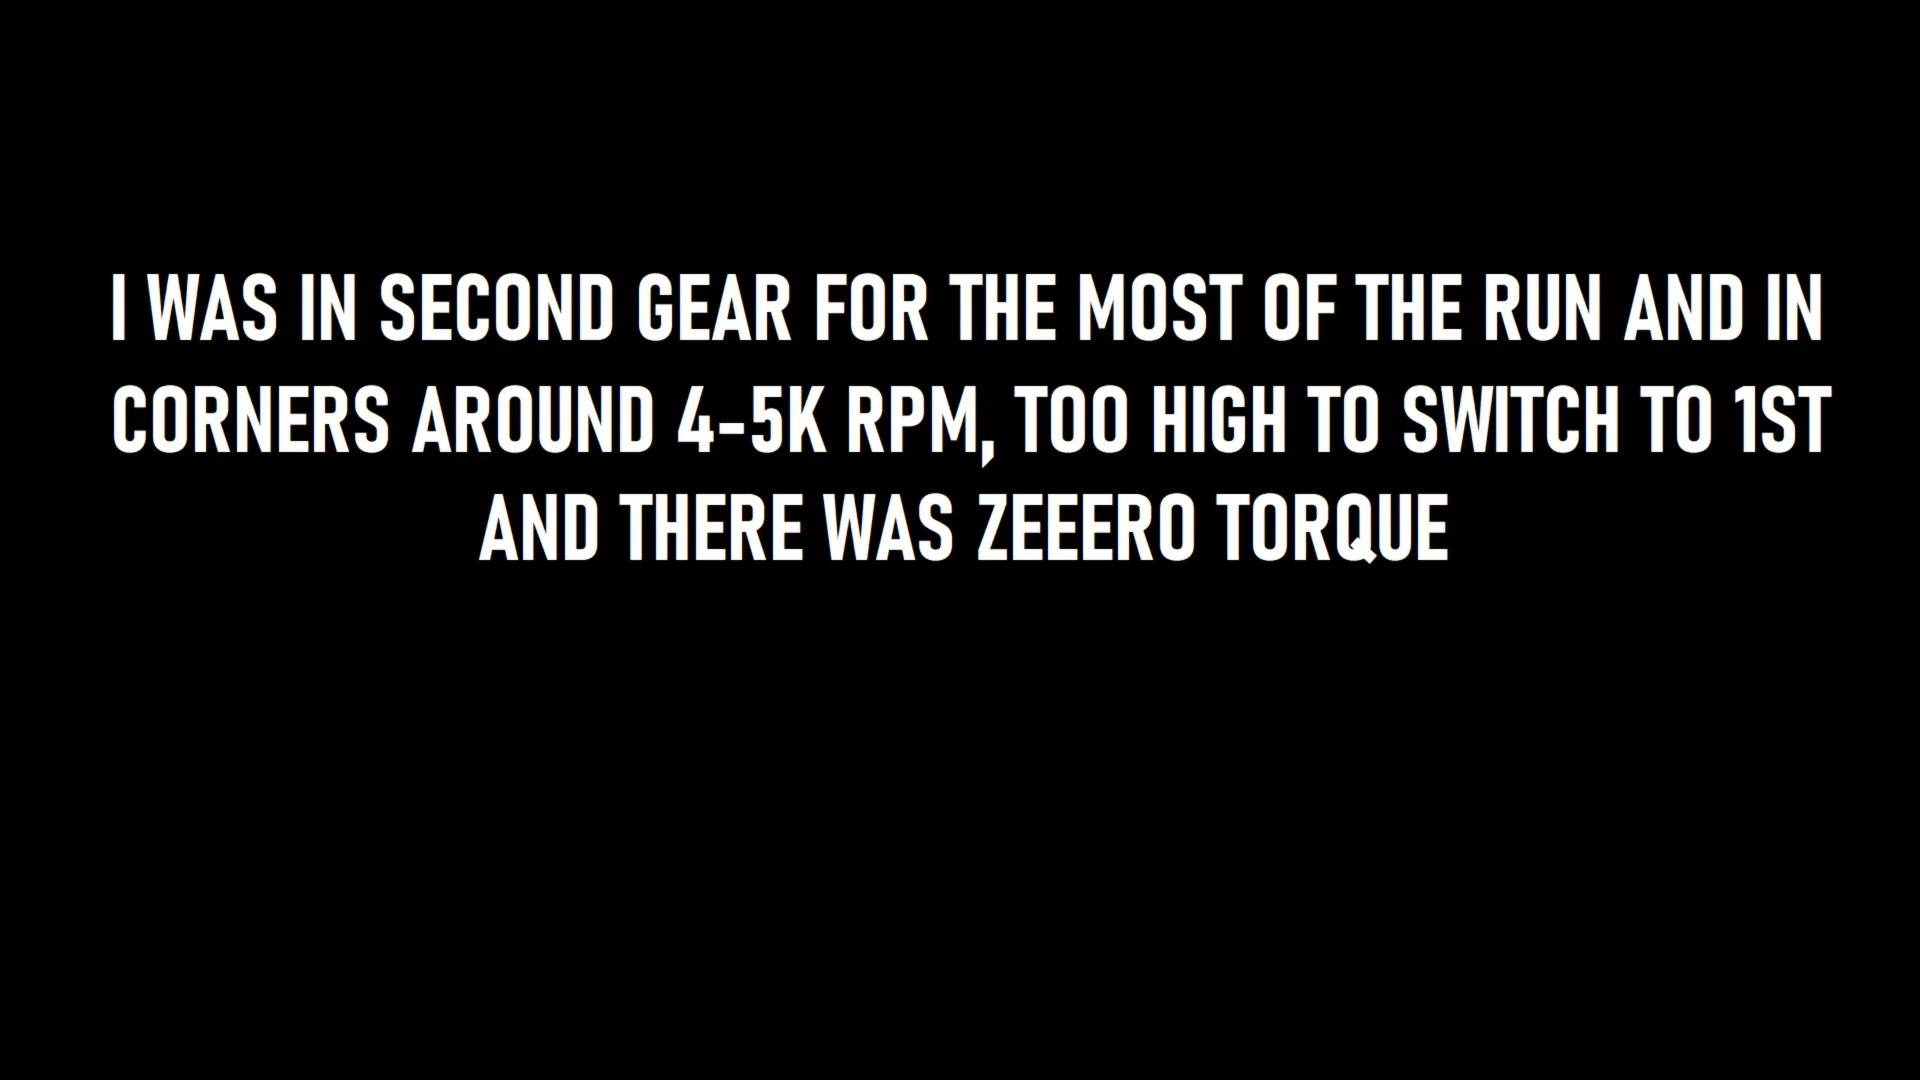 I WAS IN SECOND GEAR FOR THE MOST OF THE RUN AND IN
CORNERS AROUND 4-5K RPM, TOO HIGH TO SWITCH TO 1ST
AND THERE WAS ZEEERO TORQUE